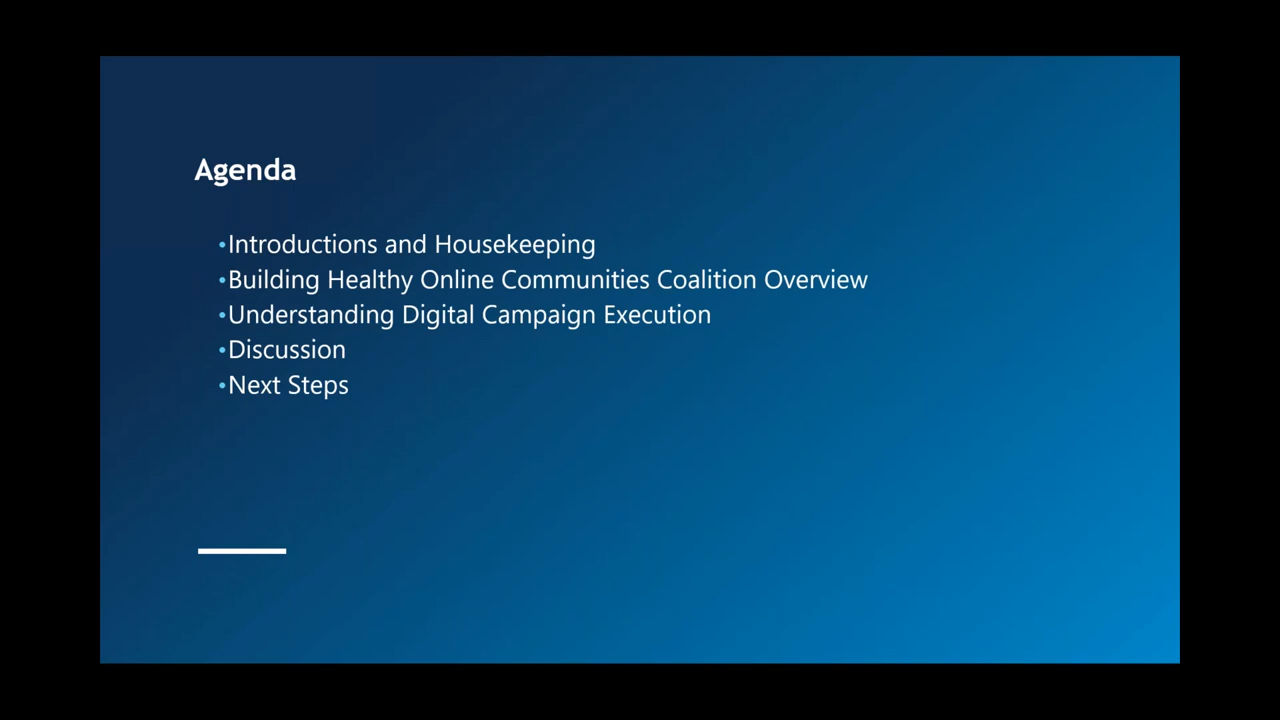 Agenda
•Introductions and Housekeeping
•Building Healthy Online Communities Coalition Overview
•Understanding Digital Campaign Execution
•Discussion
•Next Steps